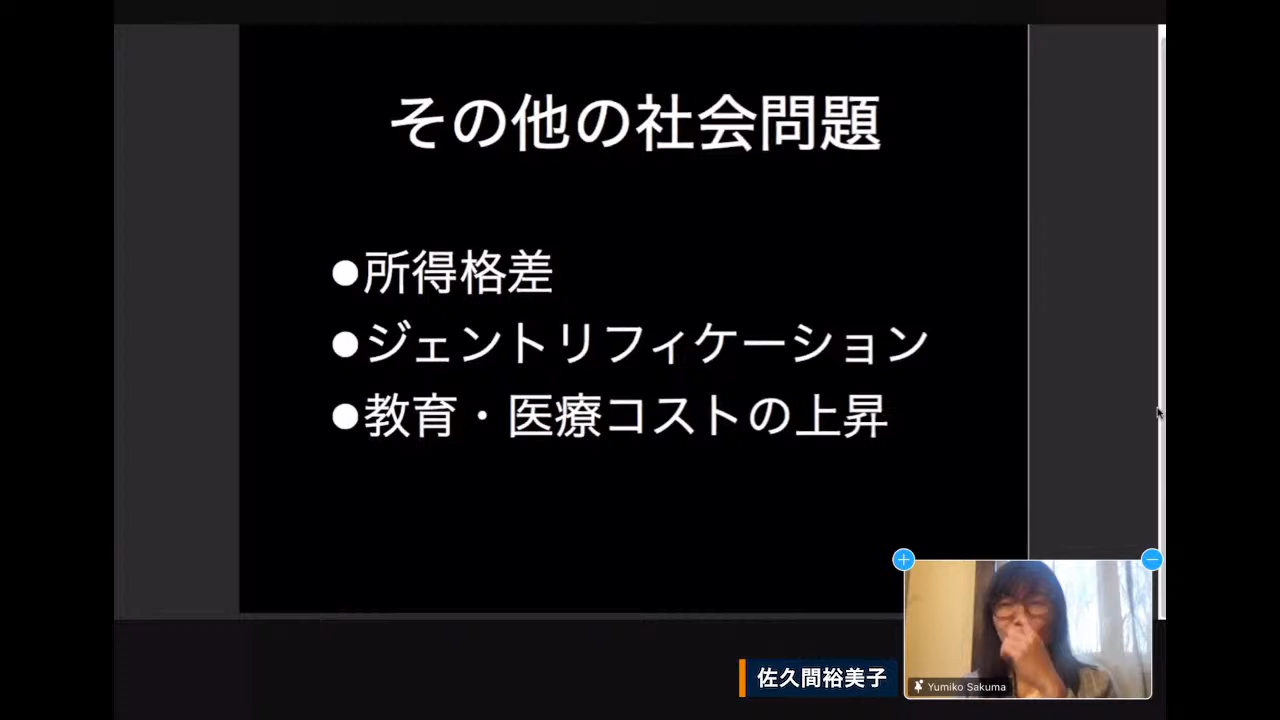 その他の社会問題
●所得格差
●ジェントリフィケーション
●教育・医療コストの上昇
佐久間裕美子
Yumiko Sakuma